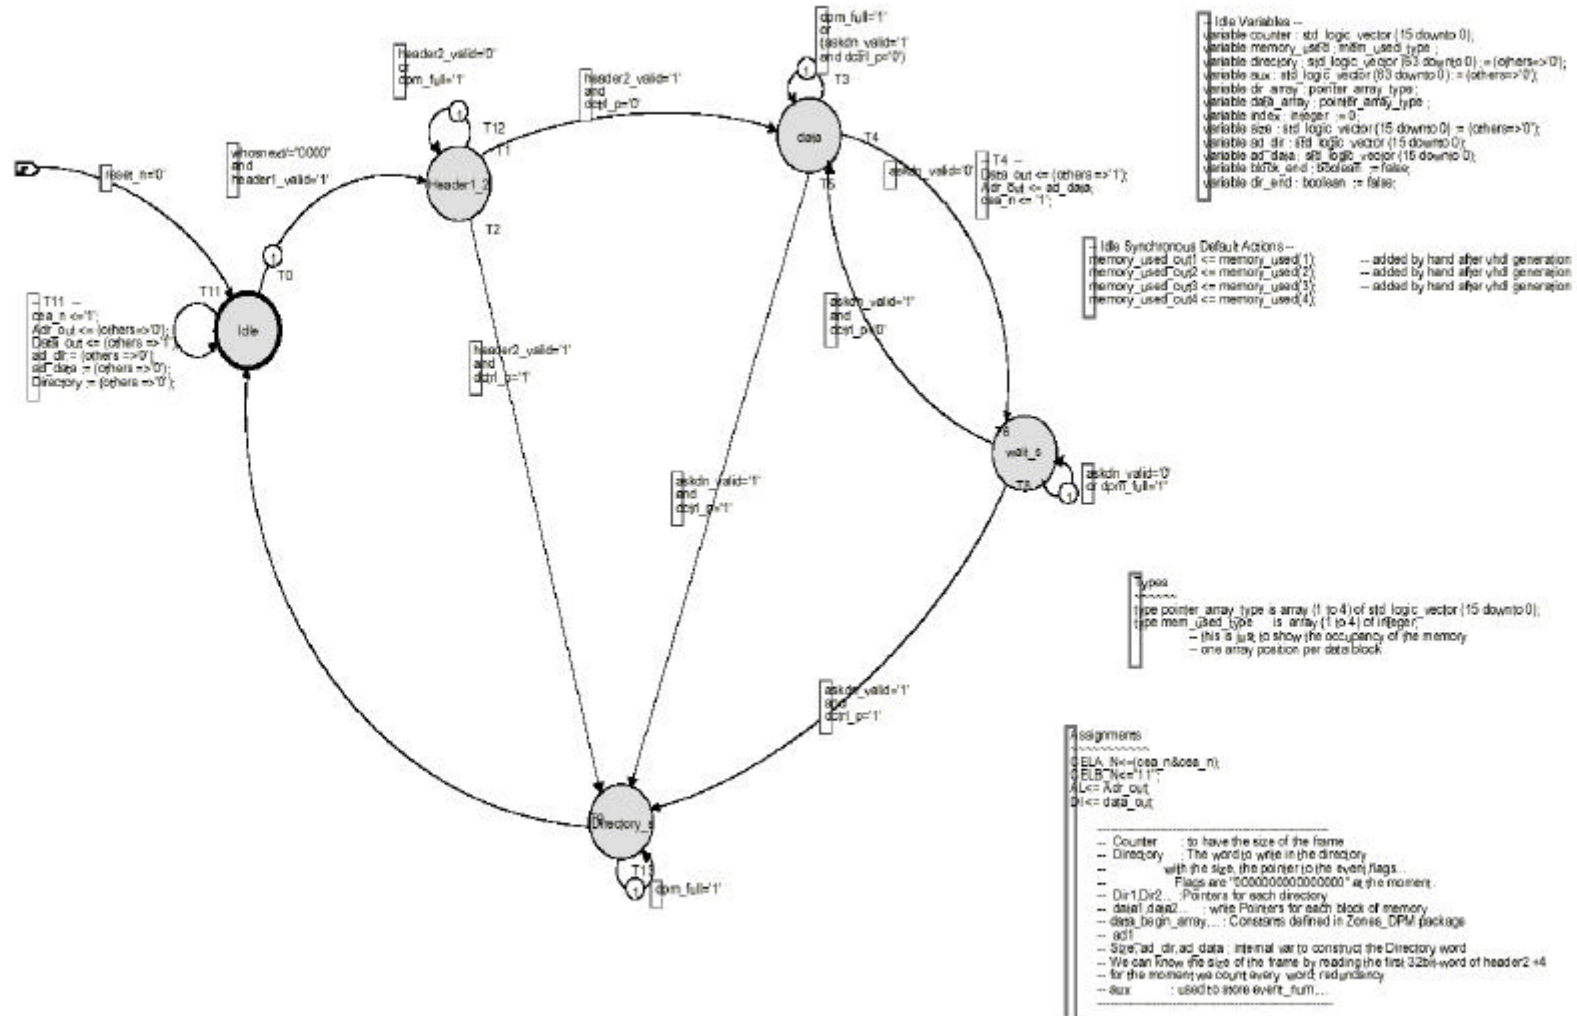 header2_valid='0'
or
dpm_full='1'
T12
header2_valid='1'
and
dctrl_p='0'
T1
dpm_full='1'
or
(askdn_valid='1'
and dctrl_p='0')
1
T3
data
T4
T5
askdn_valid='0'
-- T4 --
Data_out <= (others =>'1');
Adr_out <= ad_data;
cea_n <= '1';
reset_n='0'
whosnext/="0000"
and
header1_valid='1'
1
Header1_2
T2
1
T0
T11
Idle
-- T11 --
cea_n <='1';
Adr_out <= (others=>'0');
Data_out <= (others =>'1');
ad_dir := (others =>'0');
ad_data := (others =>'0');
Directory := (others =>'0');
header2_valid='1'
and
dctrl_p='1'
askdn_valid='1'
and
dctrl_p='0'
askdn_valid='1'
and
dctrl_p='1'
T6
wait_s
T8
1
askdn_valid='0'
or dpm_full='1'
askdn_valid='1'
and
dctrl_p='1'
Directory_s
T13
1
dpm_full='1'
-- Idle Variables --
variable counter : std_logic_vector (15 downto 0);
variable memory_used : mem_used_type ;
variable directory : std_logic_vector (63 downto 0) := (others=>'0');
variable aux : std_logic_vector (63 downto 0) := (others=>'0');
variable dir_array : pointer_array_type ;
variable data_array : pointer_array_type ;
variable index : integer := 0;
variable size : std_logic_vector (15 downto 0) := (others=>'0');
variable ad_dir : std_logic_vector (15 downto 0);
variable ad_data : std_logic_vector (15 downto 0);
variable block_end : boolean := false;
variable dir_end : boolean := false;
-- Idle Synchronous Default Actions --
memory_used_out1 <= memory_used(1); -- added by hand after vhdl generation
memory_used_out2 <= memory_used(2); -- added by hand after vhdl generation
memory_used_out3 <= memory_used(3); -- added by hand after vhdl generation
memory_used_out4 <= memory_used(4);
Types
~~~~~~
type pointer_array_type is array (1 to 4) of std_logic_vector (15 downto 0);
type mem_used_type is array (1 to 4) of integer;
-- this is just to show the occupancy of the memory
-- one array position per data block
Assignments
~~~~~~~~~~~
CELA_N<=(cea_n&cea_n);
CELB_N<="11";
AL<= Adr_out;
DI<= data_out;
-- Counter : to have the size of the frame
-- Directory : The word to write in the directory
-- with the size, the pointer to the event,flags...
-- Flags are "0000000000000000" at the moment.
-- Dir1,Dir2... :Pointers for each directory
-- data1,data2... : write Pointers for each block of memory
-- data_begin_array,... : Constants defined in Zones_DPM package
-- ad1
-- Size,ad_dir,ad_data : internal var to construct the Directory word
-- We can know the size of the frame by reading the first 32bit-word of header2 +4
-- for the moment we count every word, redundency
-- aux : used to store event_num,...